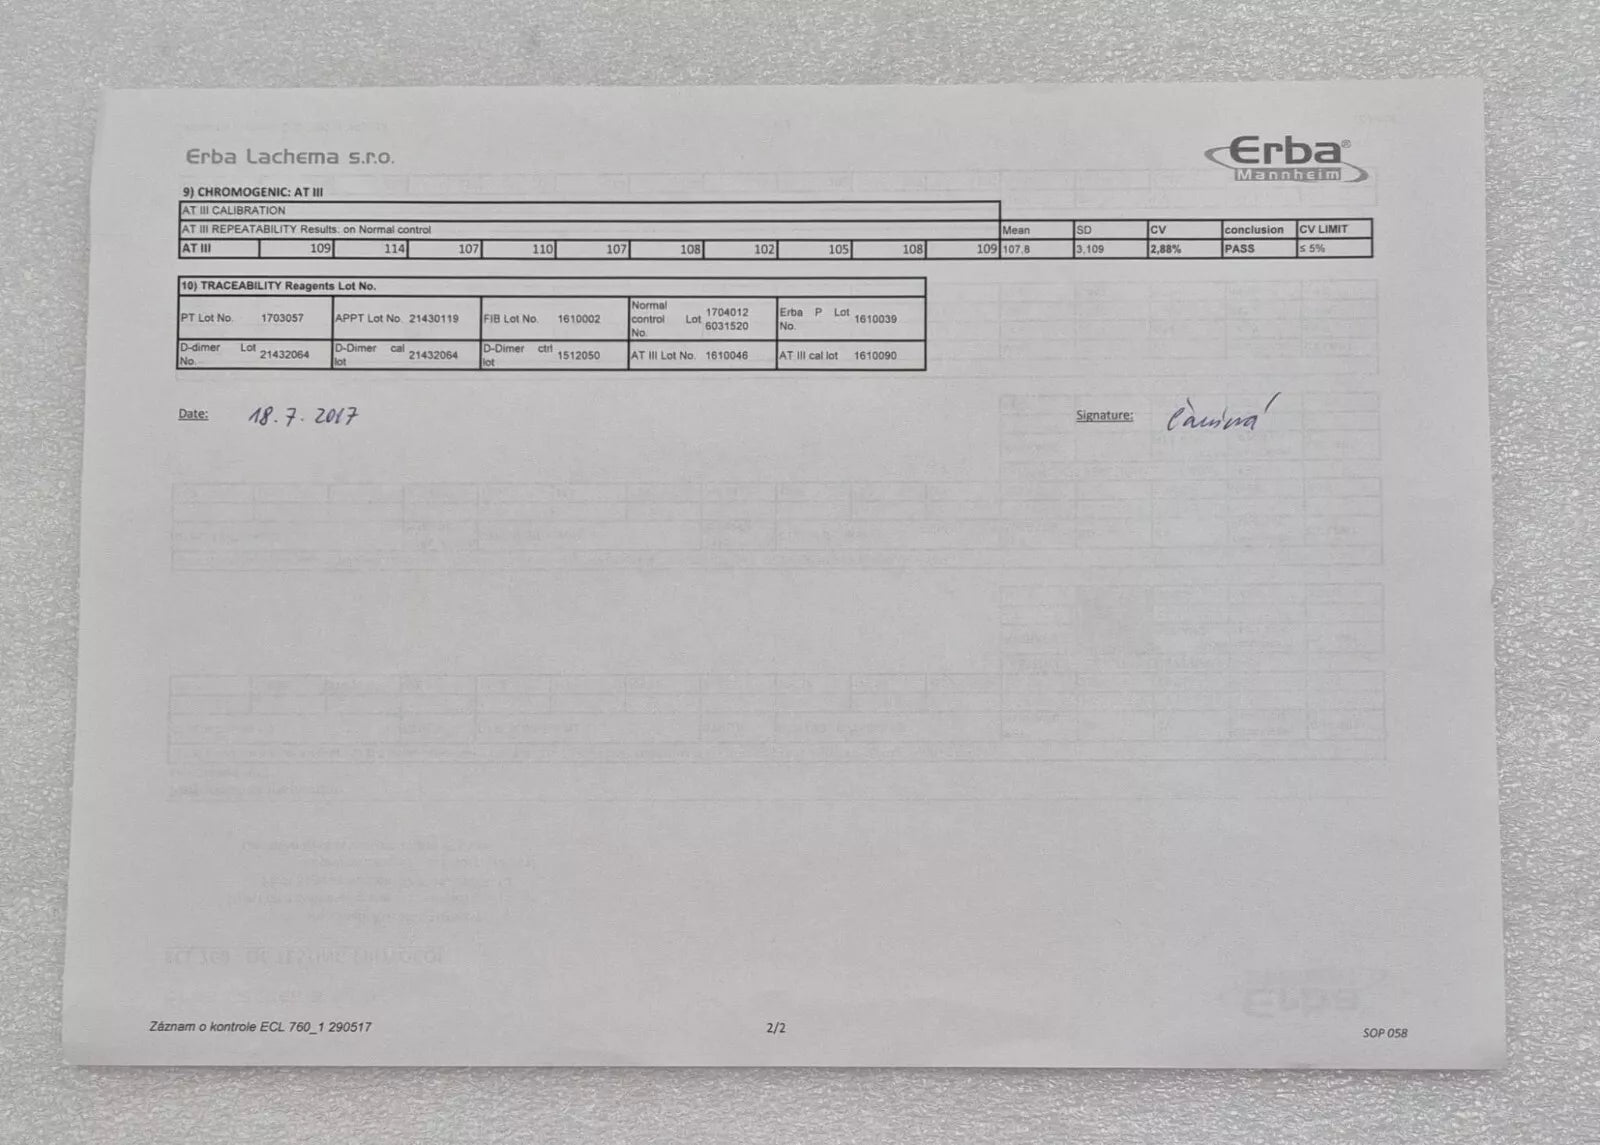 Erba Lachema s.r.o.
Erba®
Mannheim
9) CHROMOGENIC: AT III
AT III CALIBRATION
AT III REPEATABILITY Results: on Normal control Mean SD CV conclusion CV LIMIT
AT III 109 114 107 110 107 108 102 105 108 109 107,8 3,109 2,88% PASS ≤ 5%
10) TRACEABILITY Reagents Lot No.
PT Lot No. 1703057 APPT Lot No. 21430119 FIB Lot No. 1610002 Normal control Lot No. 1704012 6031520 Erba P Lot No. 1610039
D-dimer Lot No. 21432064 D-Dimer cal lot 21432064 D-Dimer ctrl lot 1512050 AT III Lot No. 1610046 AT III cal lot 1610090
Date: 18.7.2017 Signature:
Záznam o kontrole ECL 760_1 290517 2/2 SOP 058